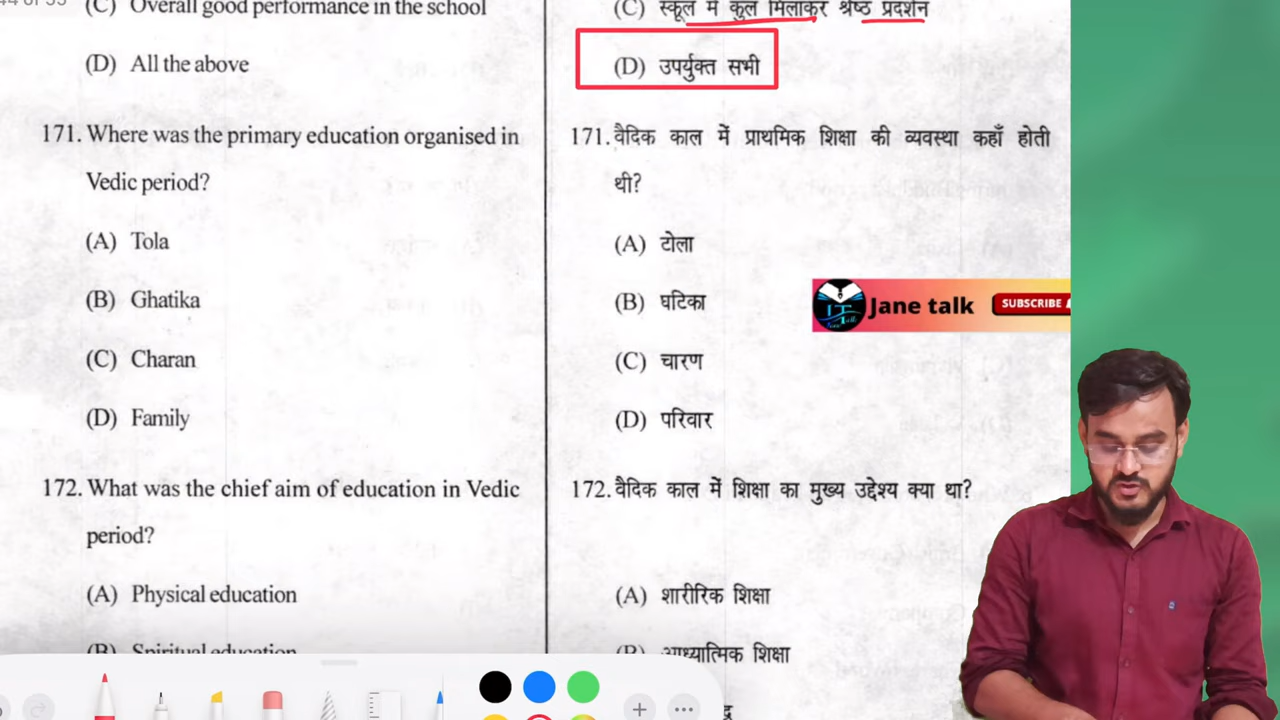 (C) Overall good performance in the school
(D) All the above
171. Where was the primary education organised in
Vedic period?
(A) Tola
(B) Ghatika
(C) Charan
(D) Family
172. What was the chief aim of education in Vedic
period?
(A) Physical education
(B) Spiritual education
(C) स्कूल में कुल मिलाकर श्रेष्ठ प्रदर्शन
(D) उपर्युक्त सभी
171. वैदिक काल में प्राथमिक शिक्षा की व्यवस्था कहाँ होती
थी?
(A) टोला
(B) घटिका
(C) चारण
(D) परिवार
172. वैदिक काल में शिक्षा का मुख्य उद्देश्य क्या था?
(A) शारीरिक शिक्षा
(B) आध्यात्मिक शिक्षा
Jane talk SUBSCRIBE